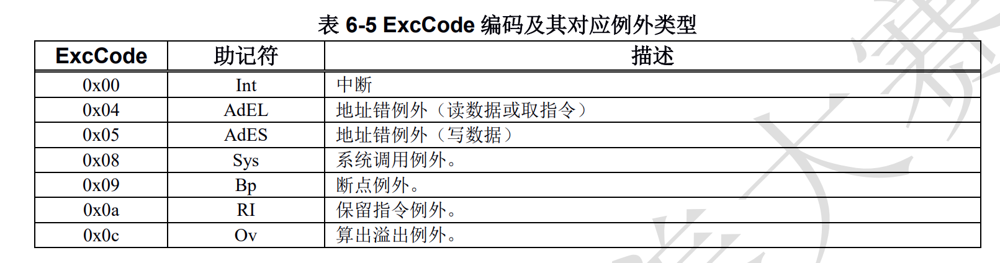 表 6-5 ExcCode 编码及其对应例外类型
ExcCode 助记符 描述
0x00 Int 中断
0x04 AdEL 地址错例外（读数据或取指令）
0x05 AdES 地址错例外（写数据）
0x08 Sys 系统调用例外。
0x09 Bp 断点例外。
0x0a RI 保留指令例外。
0x0c Ov 算出溢出例外。
大赛